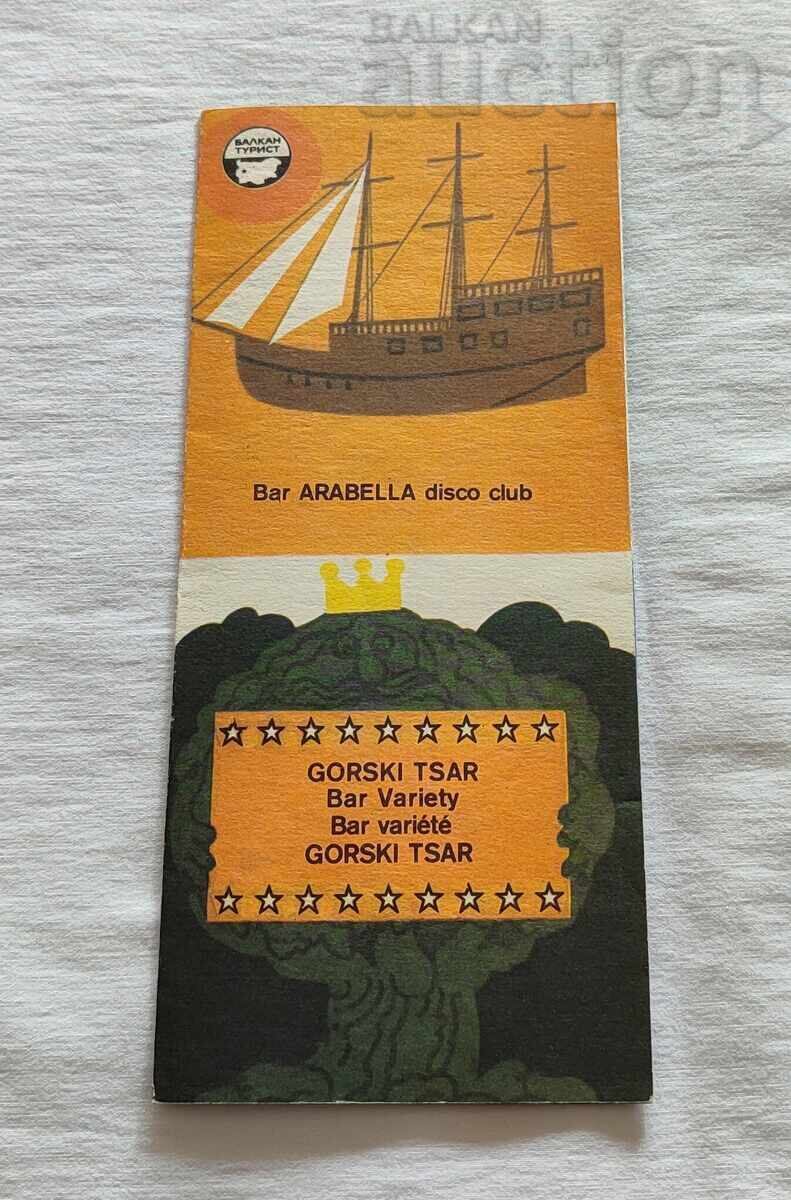 BALKAN
auction
БАЛКАН
ТУРИСТ
Bar ARABELLA disco club
GORSKI TSAR
Bar Variety
Bar variété
GORSKI TSAR